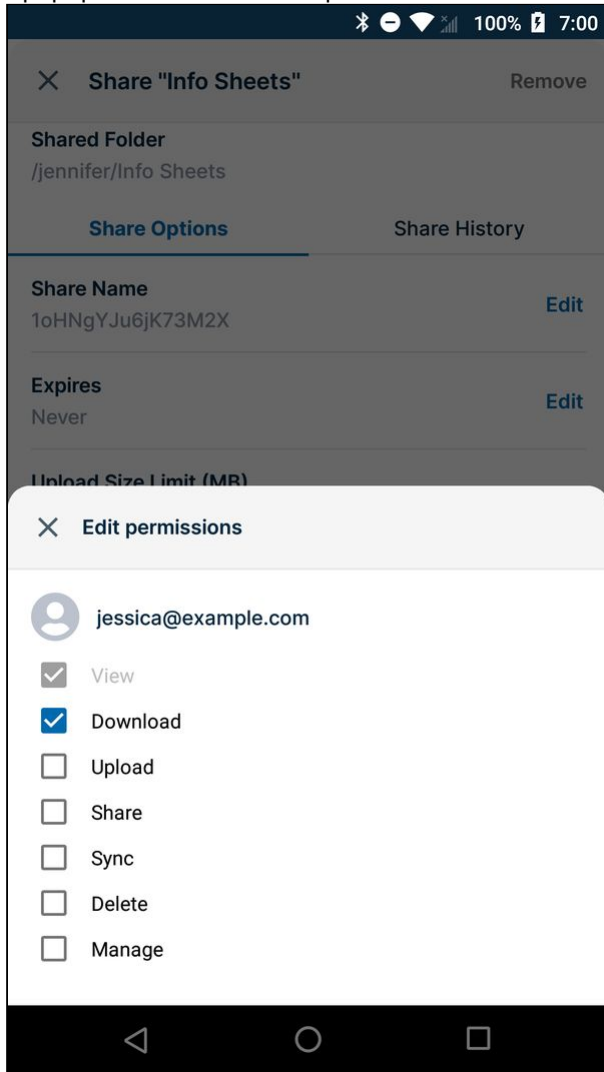 100% 7:00
Share "Info Sheets" Remove
Shared Folder
/jennifer/Info Sheets
Share Options Share History
Share Name
1oHNgYJu6jK73M2X Edit
Expires
Never Edit
Upload Size Limit (MB)
Edit permissions
jessica@example.com
View
Download
Upload
Share
Sync
Delete
Manage